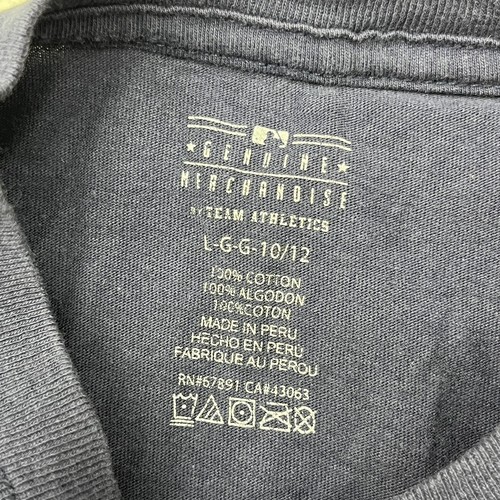 GENUINE
MERCHANDISE
BY TEAM ATHLETICS
L-G-G-10/12
100% COTTON
100% ALGODON
100%COTON
MADE IN PERU
HECHO EN PERU
FABRIQUE AU PEROU
RN#67891 CA#43063